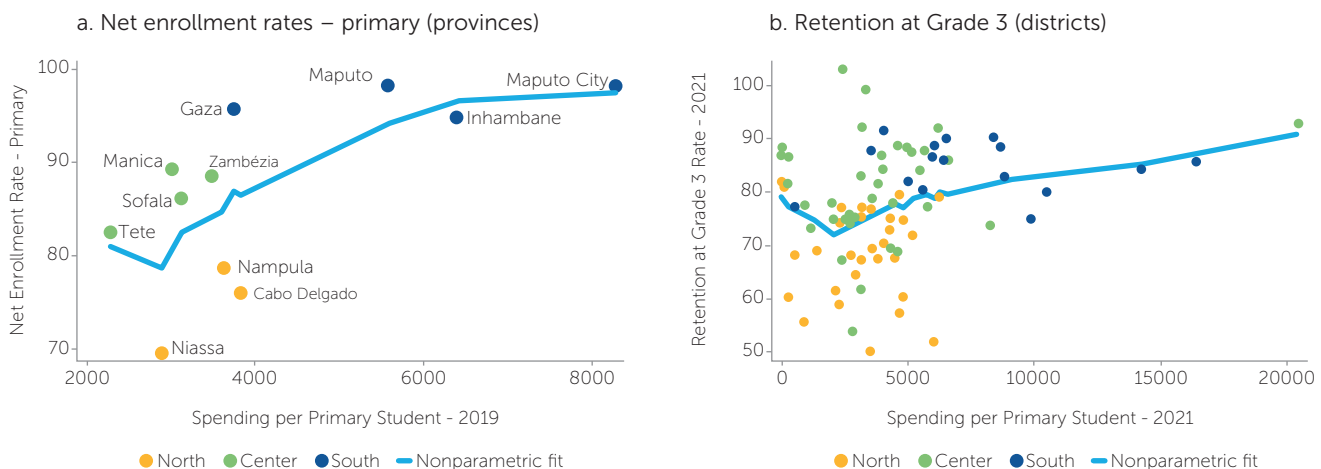 a. Net enrollment rates – primary (provinces)
Net Enrollment Rate - Primary
100
90
80
70
Maputo
Maputo City
Gaza
Inhambane
Manica
Zambézia
Sofala
Tete
Nampula
Cabo Delgado
Niassa
2000 4000 6000 8000
Spending per Primary Student - 2019
North Center South Nonparametric fit
b. Retention at Grade 3 (districts)
Retention at Grade 3 Rate - 2021
100
90
80
70
60
50
0 5000 10000 15000 20000
Spending per Primary Student - 2021
North Center South Nonparametric fit